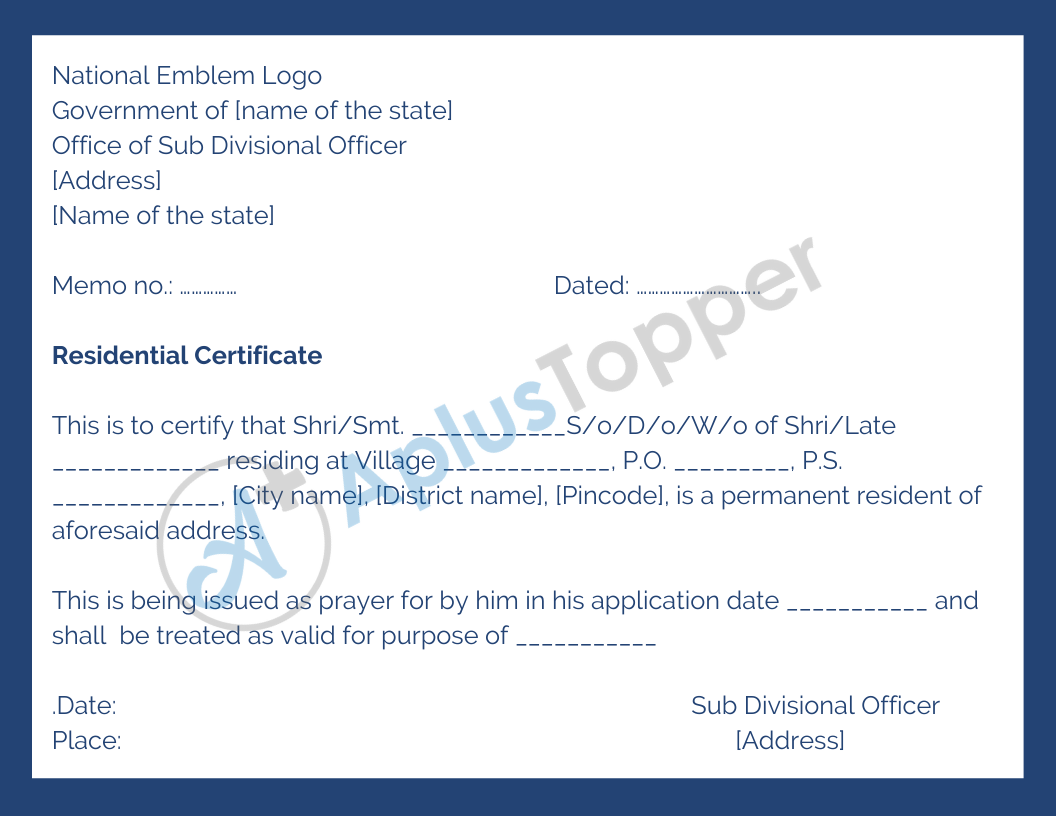 National Emblem Logo
Government of [name of the state]
Office of Sub Divisional Officer
[Address]
[Name of the state]
Memo no.: ……………
Dated: …………………………..
Residential Certificate
This is to certify that Shri/Smt. ____________S/o/D/o/W/o of Shri/Late
_____________ residing at Village _____________, P.O. _________, P.S.
_____________, [City name], [District name], [Pincode], is a permanent resident of
aforesaid address.
This is being issued as prayer for by him in his application date ___________ and
shall  be treated as valid for purpose of ___________
.Date:
Sub Divisional Officer
Place:
[Address]
A+ AplusTopper